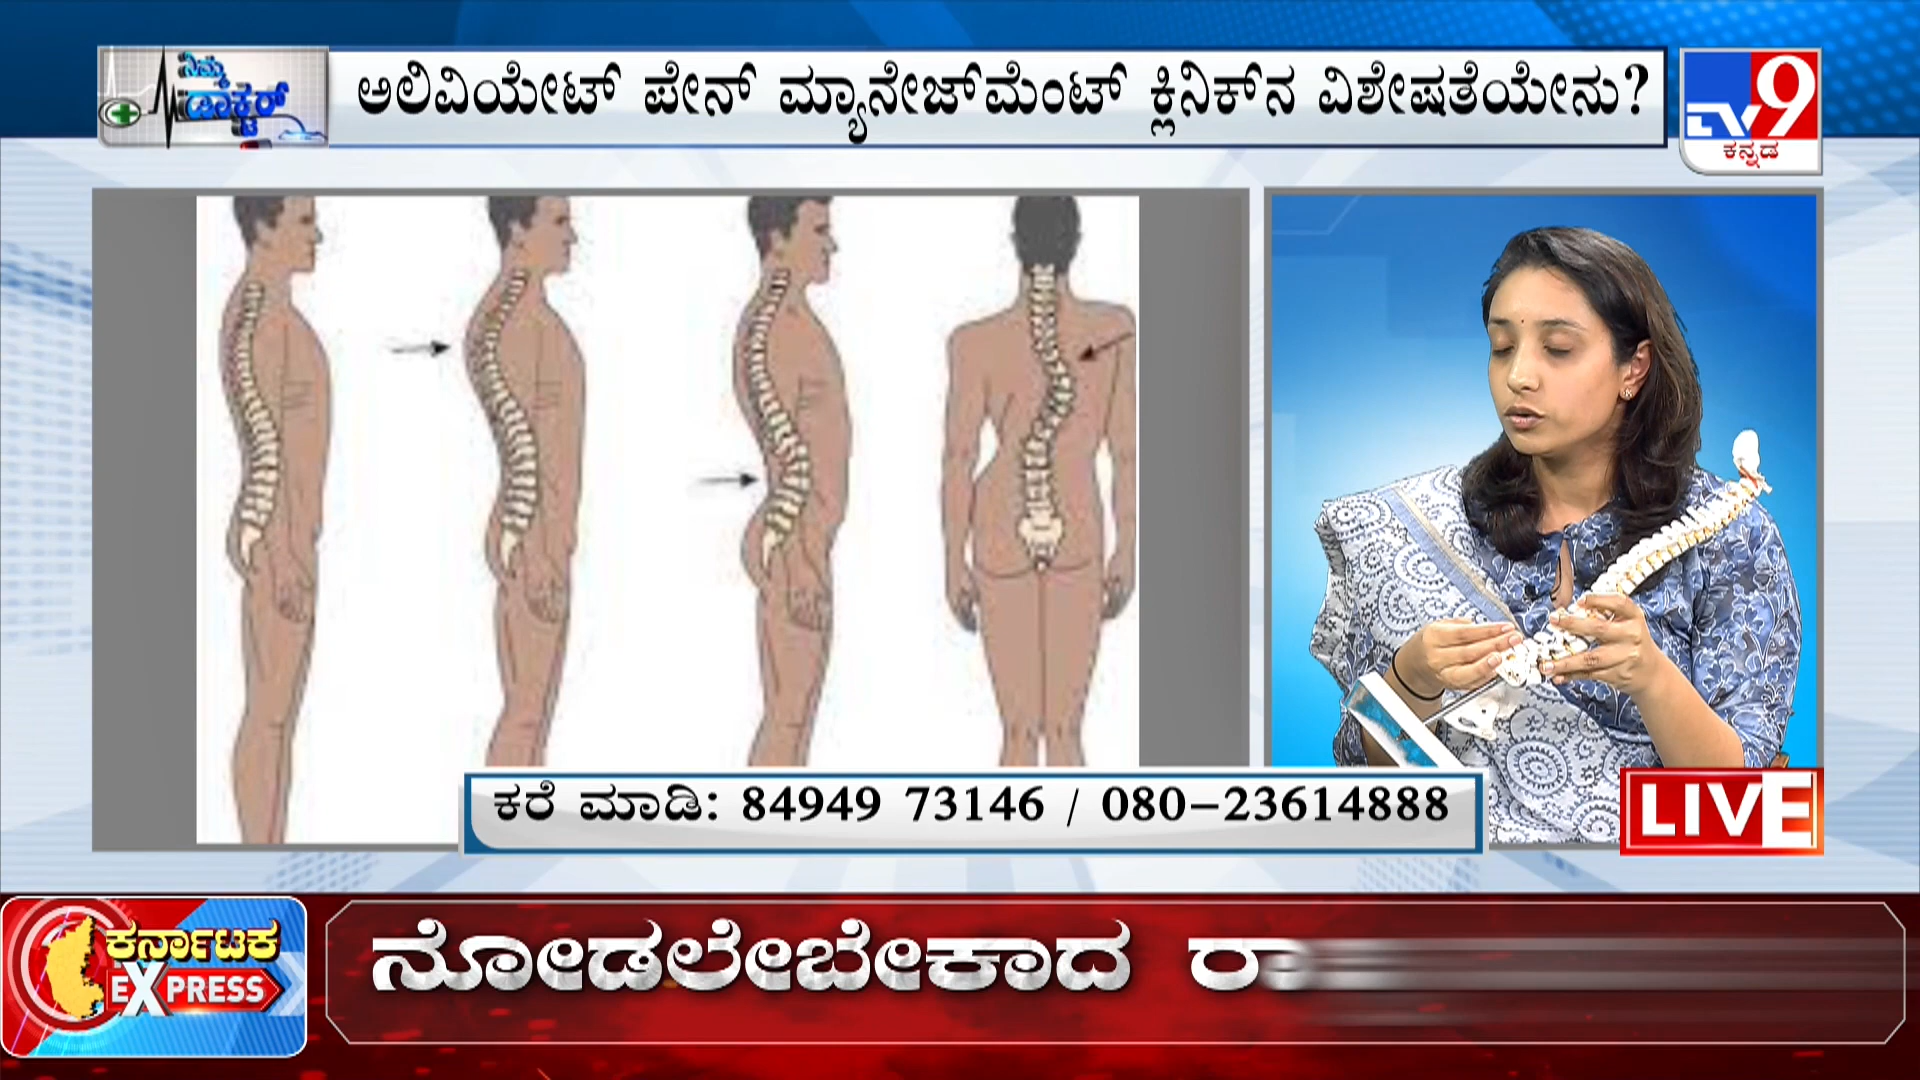 ನಿಮ್ಮ
ಡಾಕ್ಟರ್
ಅಲಿವಿಯೇಟ್ ಪೇನ್ ಮ್ಯಾನೇಜ್‌ಮೆಂಟ್ ಕ್ಲಿನಿಕ್‌ನ ವಿಶೇಷತೆಯೇನು?
TV9
ಕನ್ನಡ
ಕರೆ ಮಾಡಿ: 84949 73146 / 080-23614888
LIVE
ಕರ್ನಾಟಕ
EXPRESS
ನೋಡಲೇಬೇಕಾದ ರಾ